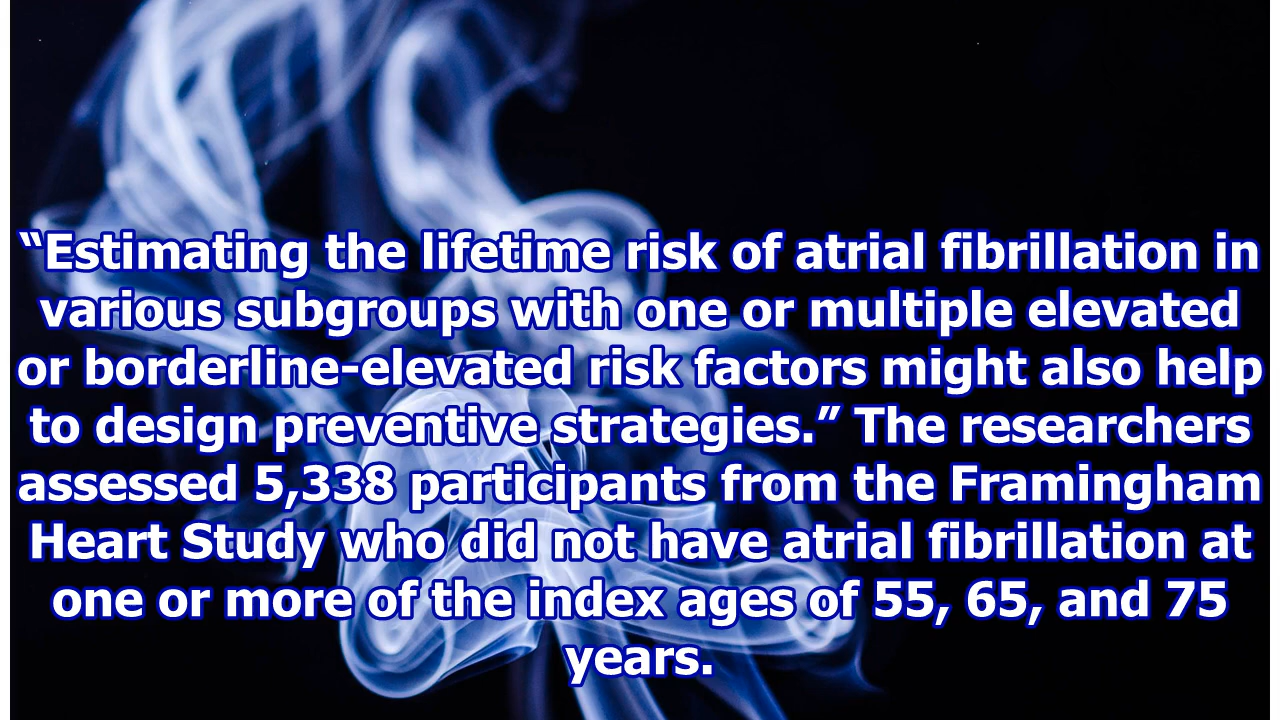 “Estimating the lifetime risk of atrial fibrillation in
various subgroups with one or multiple elevated
or borderline-elevated risk factors might also help
to design preventive strategies.” The researchers
assessed 5,338 participants from the Framingham
Heart Study who did not have atrial fibrillation at
one or more of the index ages of 55, 65, and 75
years.